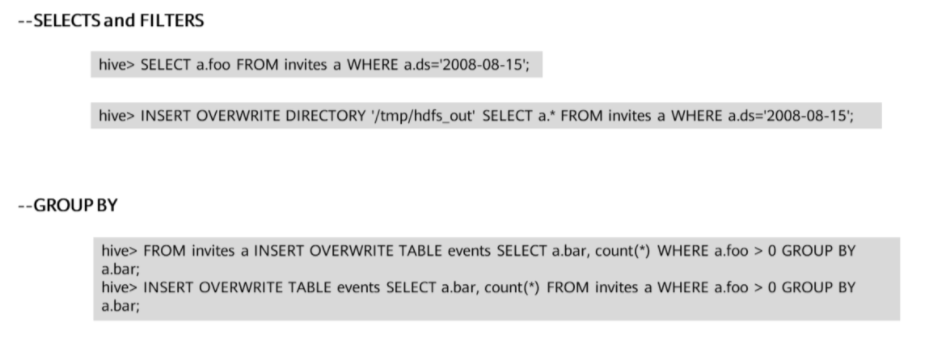 --SELECTS and FILTERS
hive> SELECT a.foo FROM invites a WHERE a.ds='2008-08-15';
hive> INSERT OVERWRITE DIRECTORY '/tmp/hdfs_out' SELECT a.* FROM invites a WHERE a.ds='2008-08-15';
--GROUP BY
hive> FROM invites a INSERT OVERWRITE TABLE events SELECT a.bar, count(*) WHERE a.foo > 0 GROUP BY
a.bar;
hive> INSERT OVERWRITE TABLE events SELECT a.bar, count(*) FROM invites a WHERE a.foo > 0 GROUP BY
a.bar;